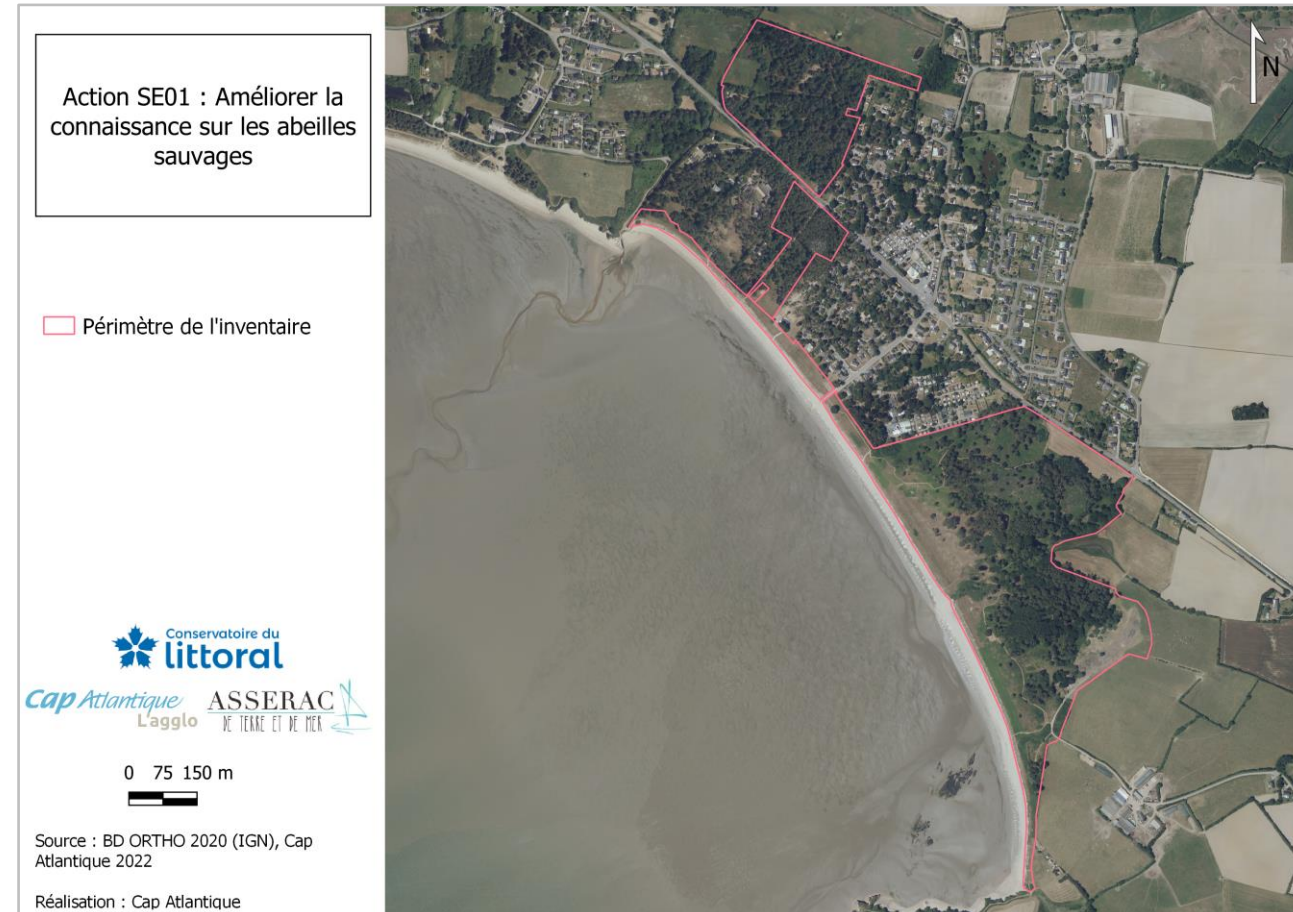 Action SE01 : Améliorer la
connaissance sur les abeilles
sauvages
N
Périmètre de l'inventaire
Conservatoire du
littoral
Cap Atlantique
L'agglo
ASSERAC
DE TERRE ET DE MER
0 75 150 m
Source : BD ORTHO 2020 (IGN), Cap
Atlantique 2022
Réalisation : Cap Atlantique